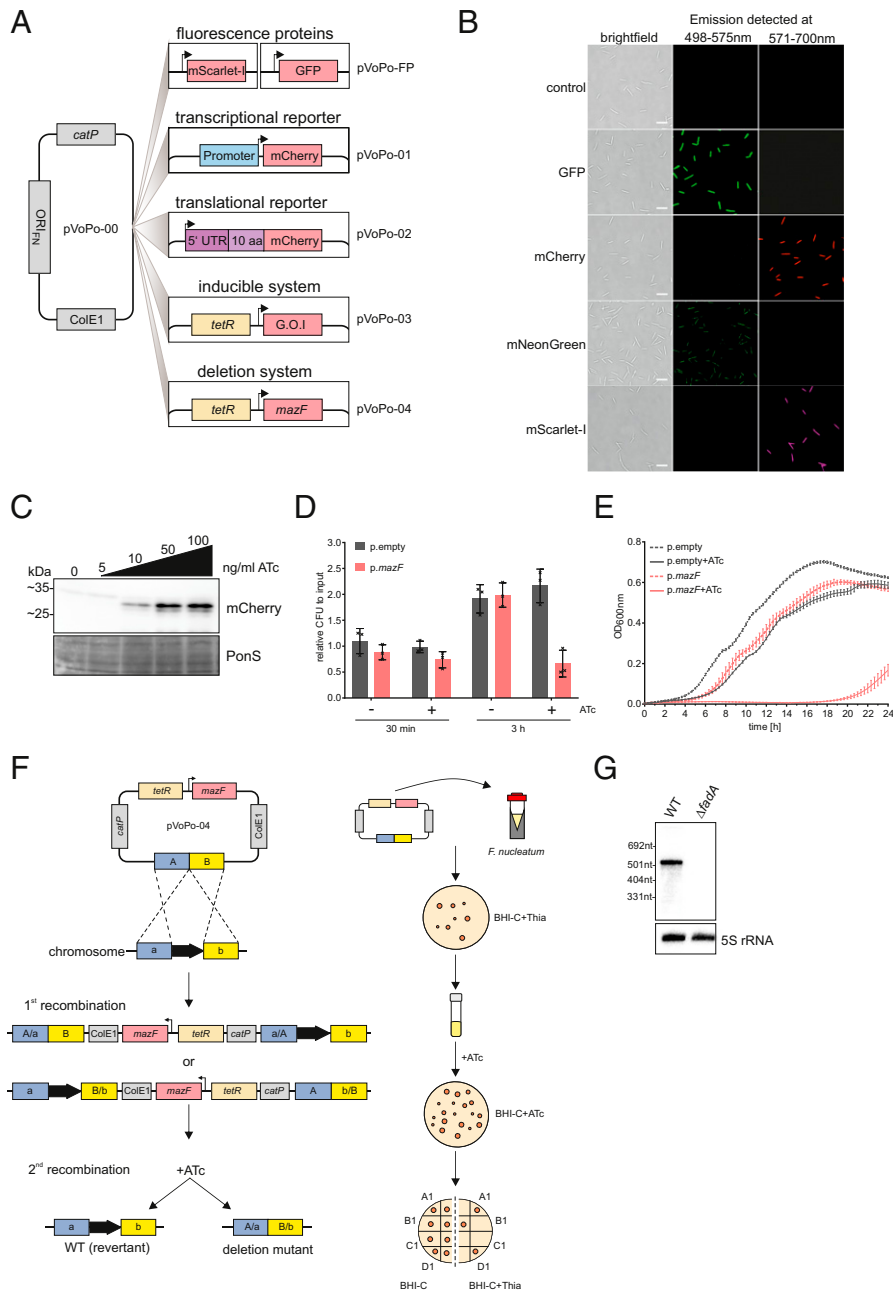 A
fluorescence proteins
mScarlet-I
GFP
pVoPo-FP
transcriptional reporter
catP
Promoter
mCherry
pVoPo-01
ORI FN
pVoPo-00
translational reporter
5' UTR
10 aa
mCherry
pVoPo-02
ColE1
inducible system
tetR
G.O.I
pVoPo-03
deletion system
tetR
mazF
pVoPo-04
B
Emission detected at
brightfield
498-575nm
571-700nm
control
GFP
mCherry
mNeonGreen
mScarlet-I
C
0
5
10
50
100
ng/ml ATc
kDa
~35
~25
mCherry
PonS
D
p.empty
p.mazF
relative CFU to input
3.0
2.5
2.0
1.5
1.0
0.5
0.0
- + - + ATc
30 min
3 h
E
p.empty
p.empty+ATc
p.mazF
p.mazF+ATc
OD600nm
0.8
0.6
0.4
0.2
0.0
0 2 4 6 8 10 12 14 16 18 20 22 24
time [h]
F
tetR
mazF
catP
pVoPo-04
ColE1
A
B
chromosome
a
b
1st recombination
A/a
B
ColE1
mazF
tetR
catP
a/A
b
or
a
B/b
ColE1
mazF
tetR
catP
A
b/B
2nd recombination
+ATc
a
b
WT (revertant)
A/a
B/b
deletion mutant
F. nucleatum
BHI-C+Thia
+ATc
BHI-C+ATc
A1
A1
B1
B1
C1
C1
D1
D1
BHI-C
BHI-C+Thia
G
WT
ΔfadA
692nt
501nt
404nt
331nt
5S rRNA